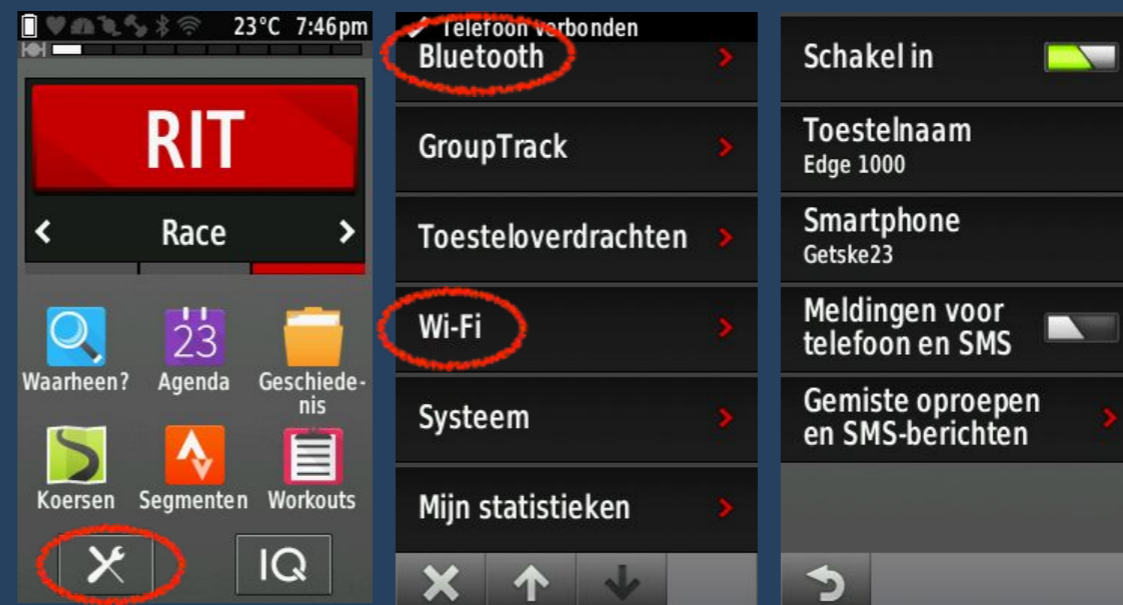 23°C 7:46pm
RIT
Race
23
Waarheen? Agenda Geschiede-
nis
Koersen Segmenten Workouts
IQ
Telefoon verbonden
Bluetooth
GroupTrack
Toesteloverdrachten
Wi-Fi
Systeem
Mijn statistieken
Schakel in
Toestelnaam
Edge 1000
Smartphone
Getske23
Meldingen voor
telefoon en SMS
Gemiste oproepen
en SMS-berichten